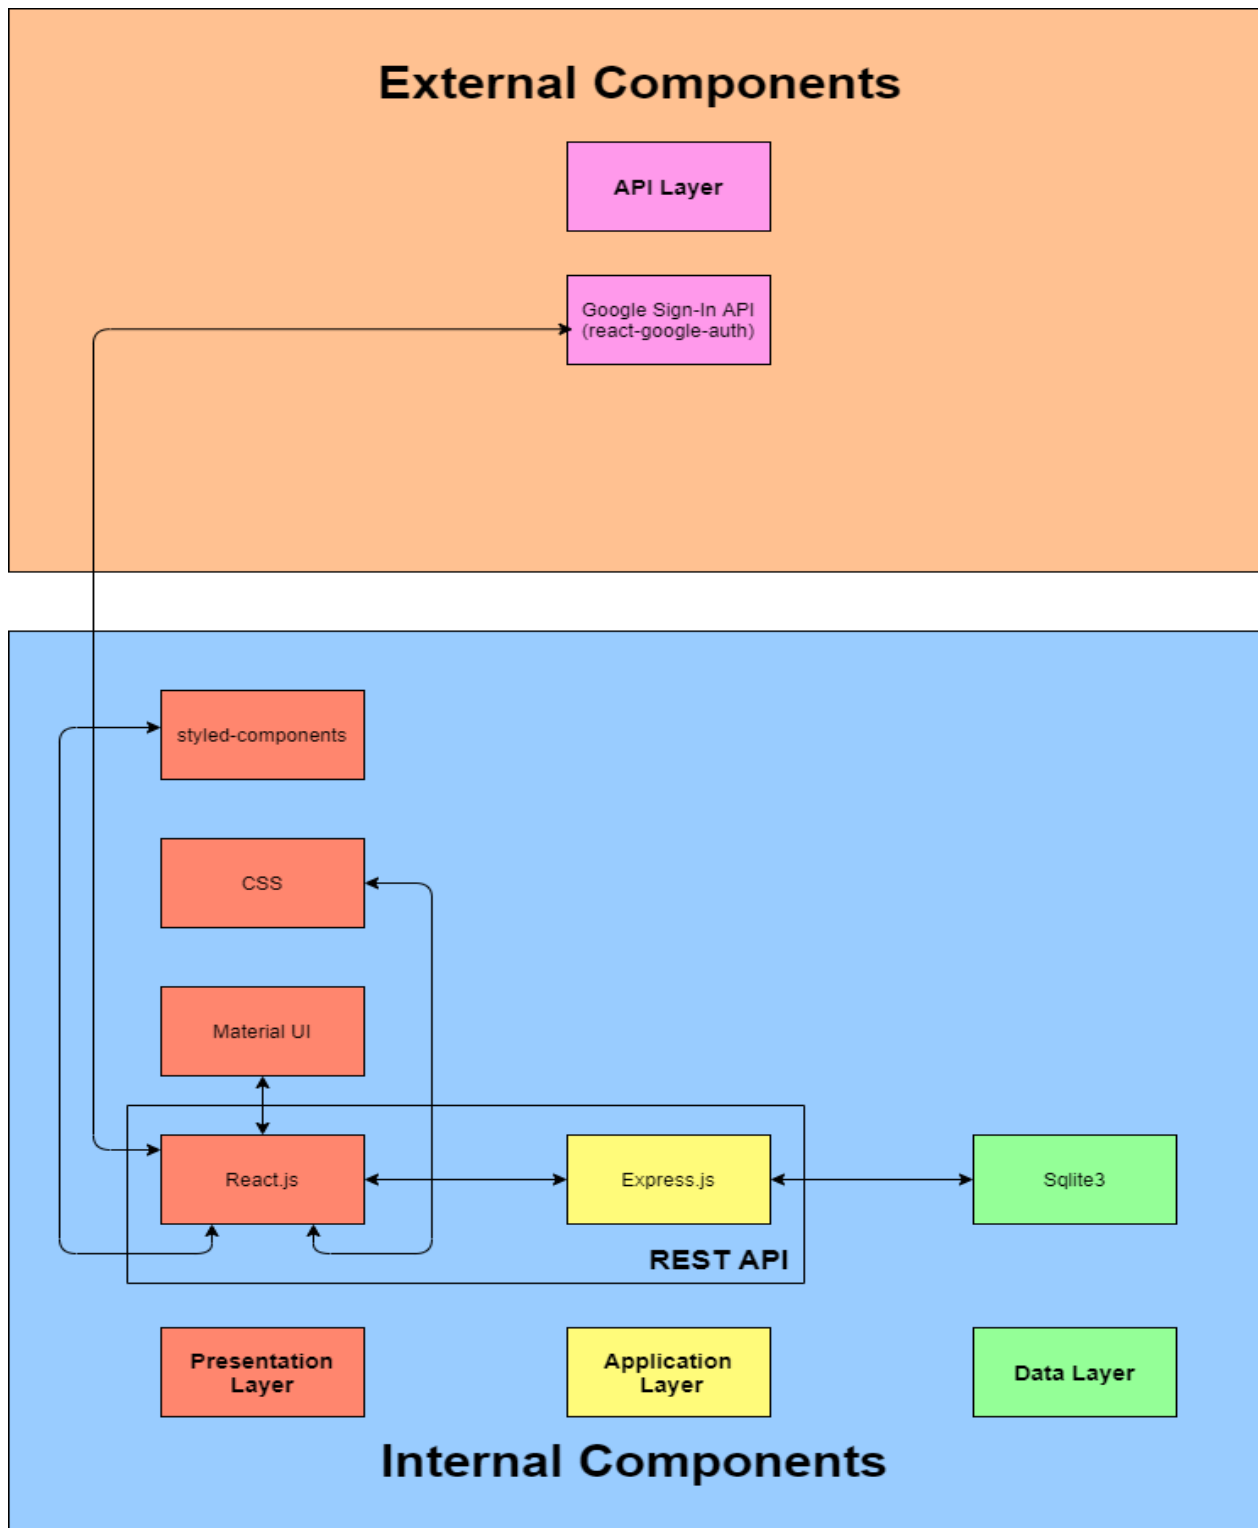 External Components
API Layer
Google Sign-In API
(react-google-auth)
styled-components
CSS
Material UI
React.js
Express.js
Sqlite3
REST API
Presentation
Layer
Application
Layer
Data Layer
Internal Components